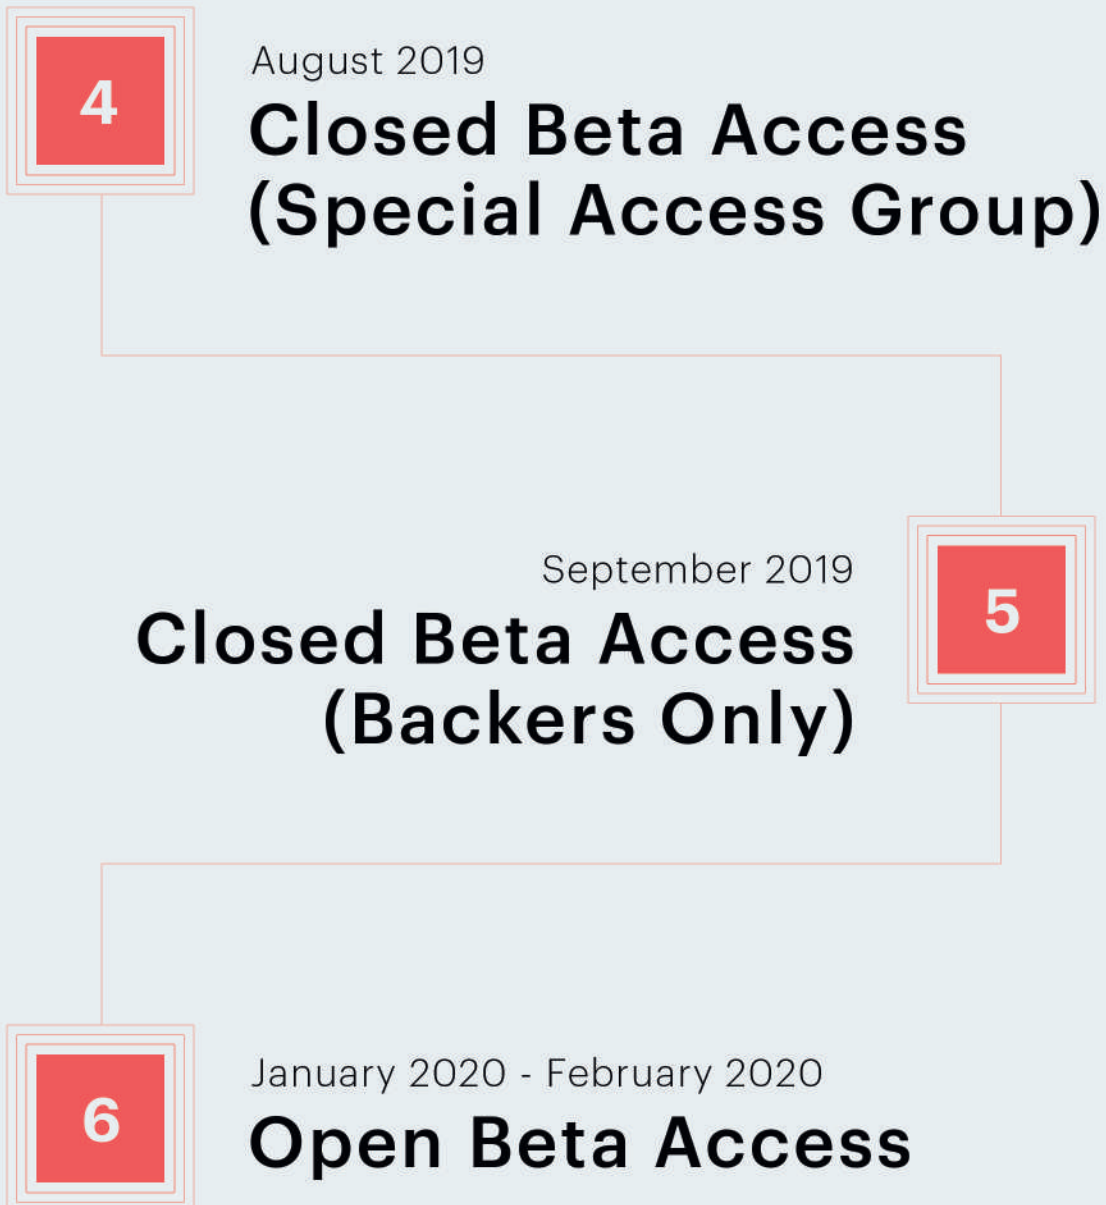 4
August 2019
Closed Beta Access
(Special Access Group)
September 2019
5
Closed Beta Access
(Backers Only)
6
January 2020 - February 2020
Open Beta Access